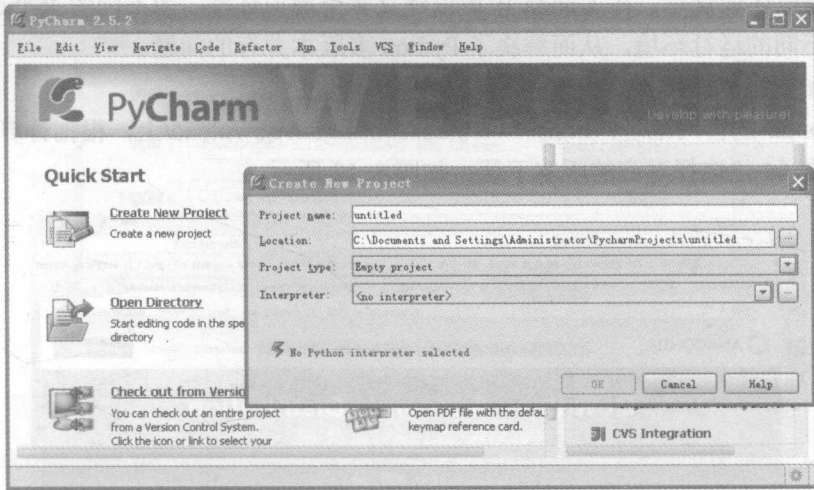 PyCharm 2.5.2
File Edit View Navigate Code Refactor Run Tools VCS Window Help
PyCharm
WELCOME
Develop with pleasure!
Quick Start
Create New Project
Create a new project
Open Directory
Start editing code in the spe
directory
Check out from Versio
You can check out an entire project
from a Version Control System.
Click the icon or link to select your
Create New Project
Project name: untitled
Location: C:\Documents and Settings\Administrator\PycharmProjects\untitled ...
Project type: Empty project
Interpreter: <no interpreter> ...
No Python interpreter selected
OK Cancel Help
Open PDF file with the defau
keymap reference card.
CVS Integration